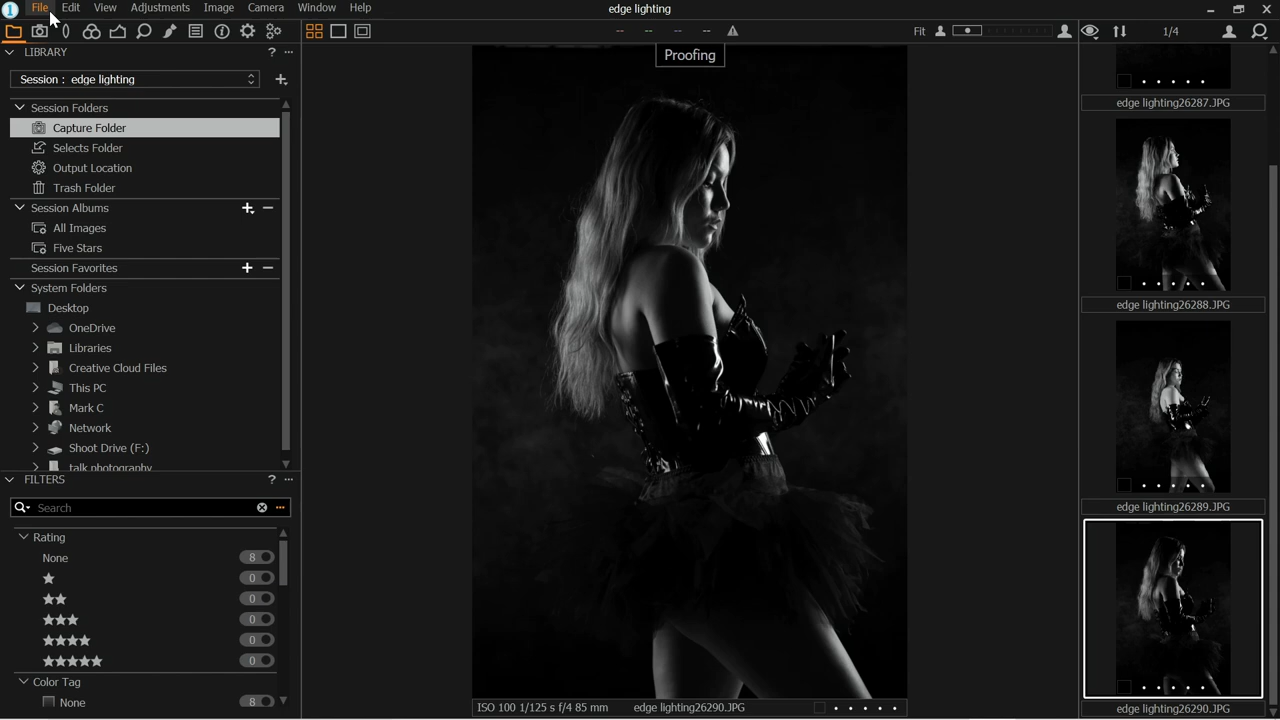 File Edit View Adjustments Image Camera Window Help
edge lighting
Fit
1/4
LIBRARY ?
Session : edge lighting
Session Folders
Capture Folder
Selects Folder
Output Location
Trash Folder
Session Albums
All Images
Five Stars
Session Favorites
System Folders
Desktop
OneDrive
Libraries
Creative Cloud Files
This PC
Mark C
Network
Shoot Drive (F:)
talk photography
FILTERS ?
Search
Rating
None 8
0
0
0
0
0
Color Tag
None 8
Proofing
ISO 100 1/125 s f/4 85 mm edge lighting26290.JPG
edge lighting26287.JPG
edge lighting26288.JPG
edge lighting26289.JPG
edge lighting26290.JPG